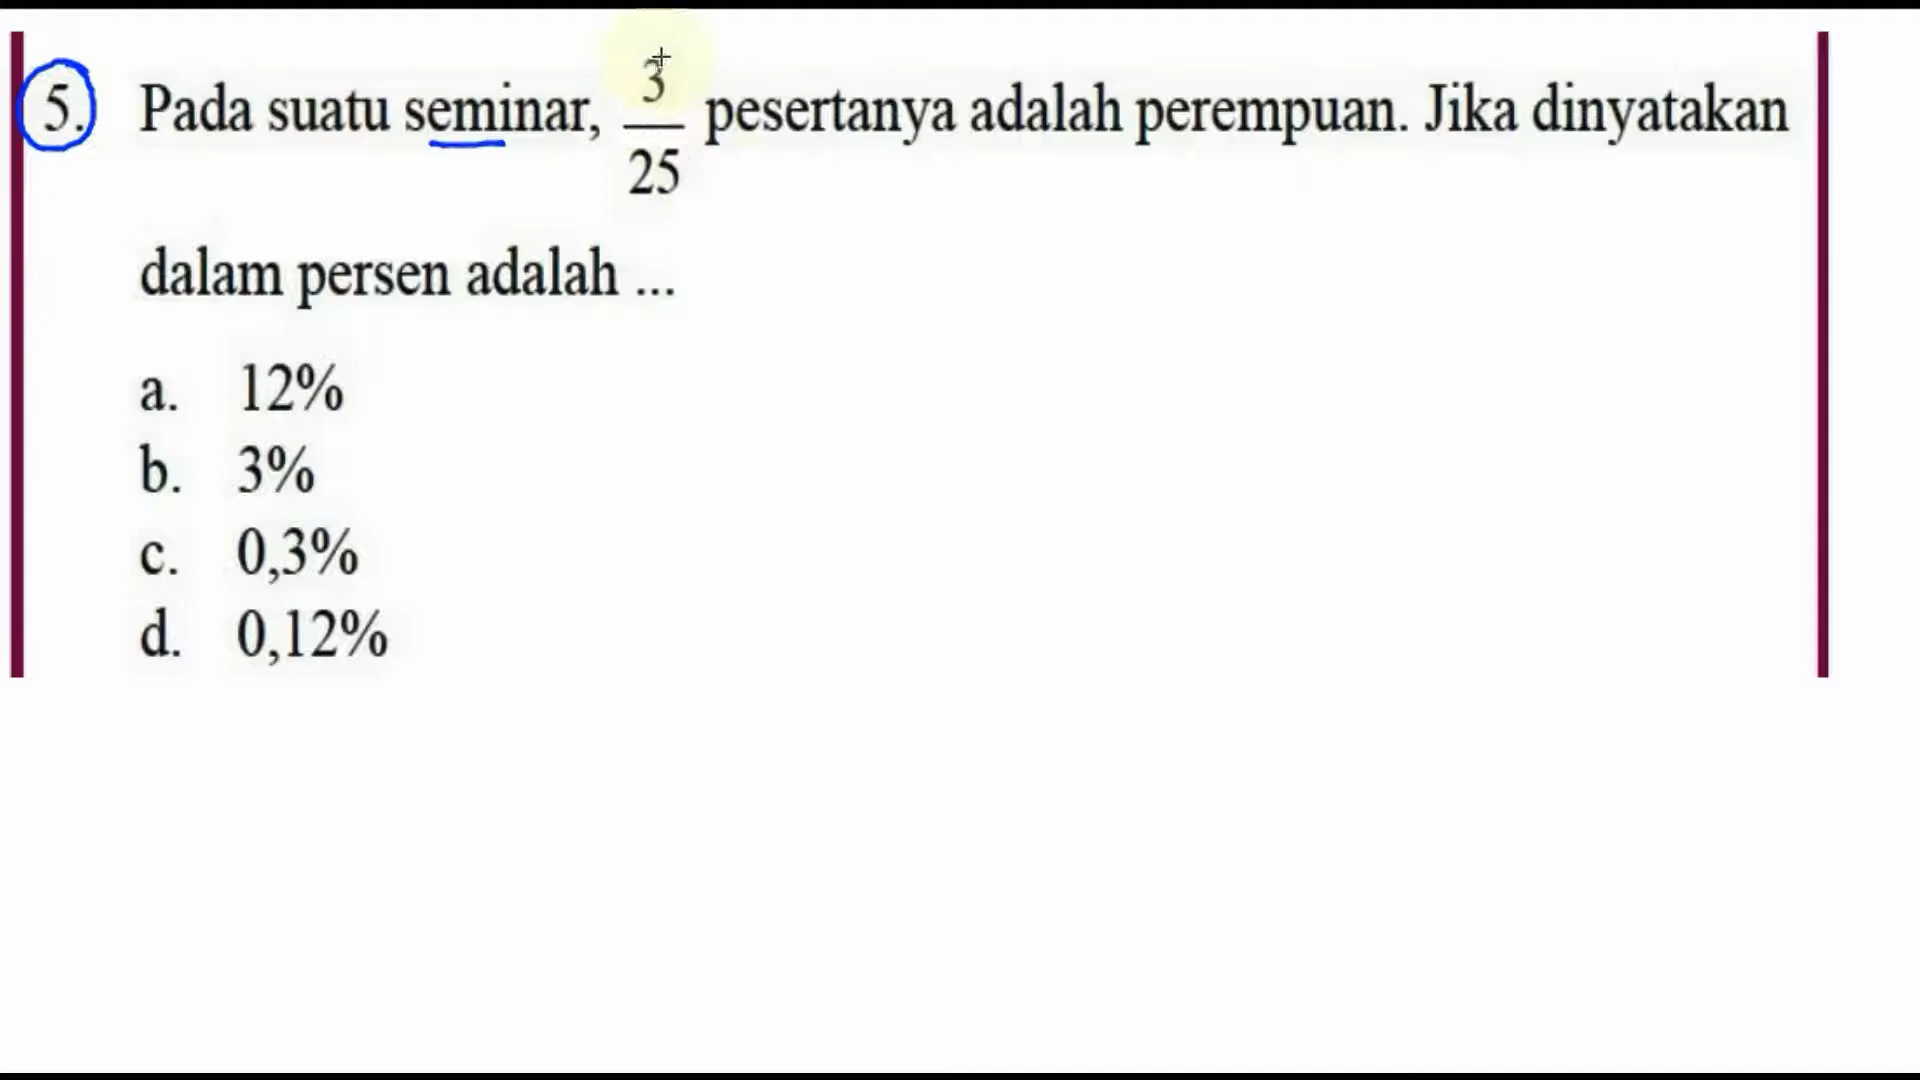 5. Pada suatu seminar, 3/25 pesertanya adalah perempuan. Jika dinyatakan
dalam persen adalah ...
a. 12%
b. 3%
c. 0,3%
d. 0,12%